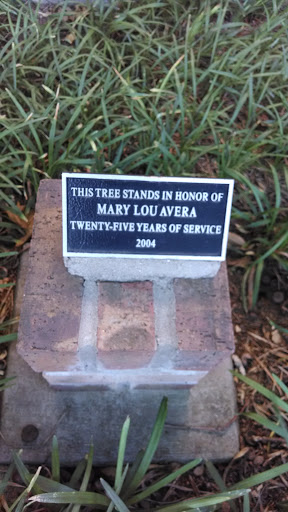 THIS TREE STANDS IN HONOR OF
MARY LOU AVERA
TWENTY-FIVE YEARS OF SERVICE
2004